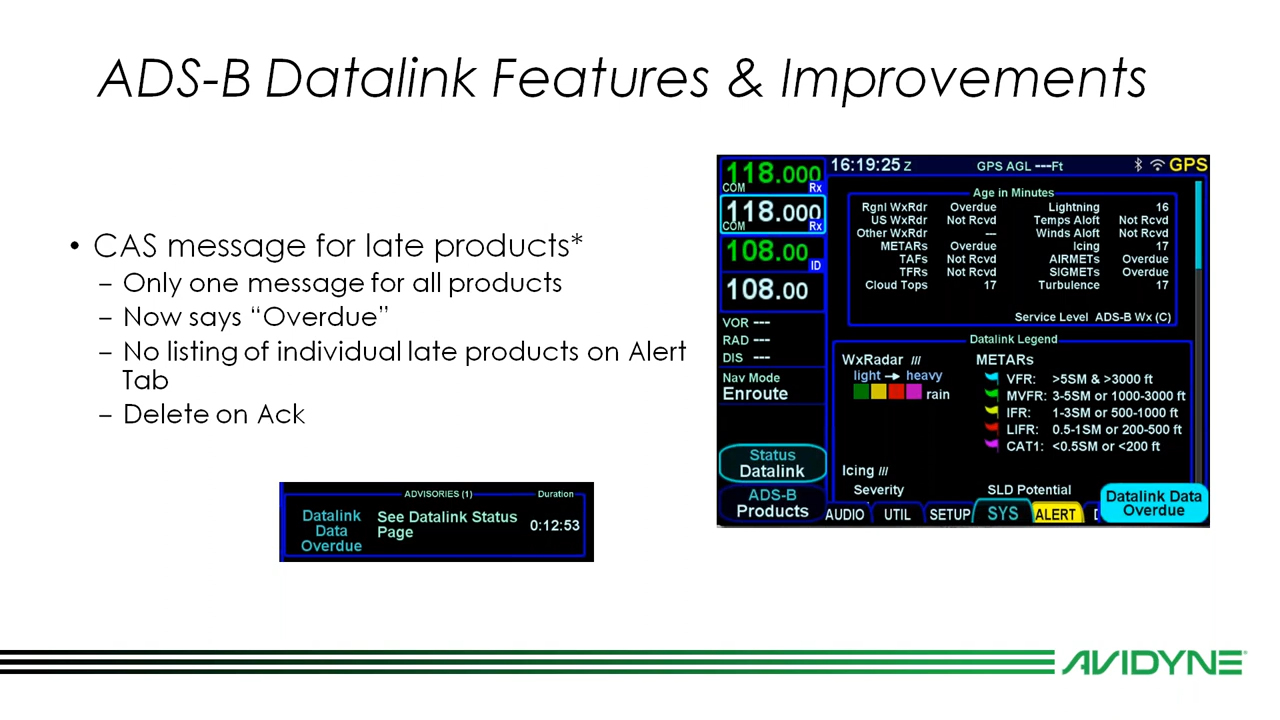 ADS-B Datalink Features & Improvements
• CAS message for late products*
– Only one message for all products
– Now says “Overdue”
– No listing of individual late products on Alert
Tab
– Delete on Ack
ADVISORIES (1) Duration
Datalink
Data
Overdue
See Datalink Status
Page
0:12:53
118.000
COM Rx
118.000
COM Rx
108.00
ID
108.00
VOR ---
RAD ---
DIS ---
Nav Mode
Enroute
Status
Datalink
ADS-B
Products
16:19:25 Z GPS AGL ---Ft GPS
Age in Minutes
Rgnl WxRdr Overdue Lightning 16
US WxRdr Not Rcvd Temps Aloft Not Rcvd
Other WxRdr --- Winds Aloft Not Rcvd
METARs Overdue Icing 17
TAFs Not Rcvd AIRMETs Overdue
TFRs Not Rcvd SIGMETs Overdue
Cloud Tops 17 Turbulence 17
Service Level ADS-B Wx (C)
Datalink Legend
WxRadar ///
light → heavy
rain
METARs
VFR: >5SM & >3000 ft
MVFR: 3-5SM or 1000-3000 ft
IFR: 1-3SM or 500-1000 ft
LIFR: 0.5-1SM or 200-500 ft
CAT1: <0.5SM or <200 ft
Icing ///
Severity SLD Potential
AUDIO UTIL SETUP SYS ALERT
Datalink Data
Overdue
AVIDYNE®